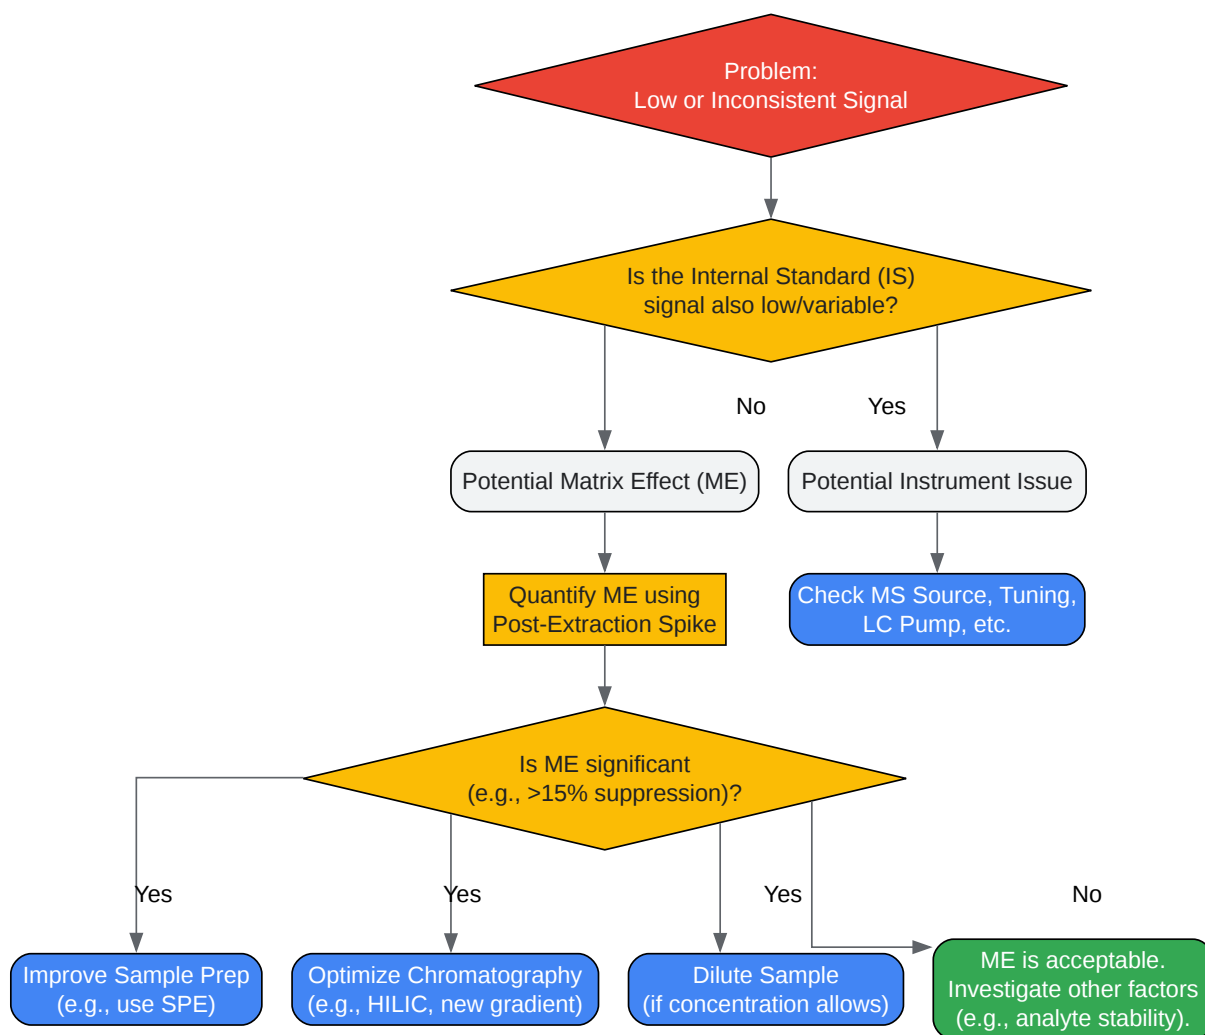 Problem:
Low or Inconsistent Signal
Is the Internal Standard (IS)
signal also low/variable?
No
Yes
Potential Matrix Effect (ME)
Potential Instrument Issue
Quantify ME using
Post-Extraction Spike
Check MS Source, Tuning,
LC Pump, etc.
Is ME significant
(e.g., >15% suppression)?
Yes
Yes
Yes
No
Improve Sample Prep
(e.g., use SPE)
Optimize Chromatography
(e.g., HILIC, new gradient)
Dilute Sample
(if concentration allows)
ME is acceptable.
Investigate other factors
(e.g., analyte stability).